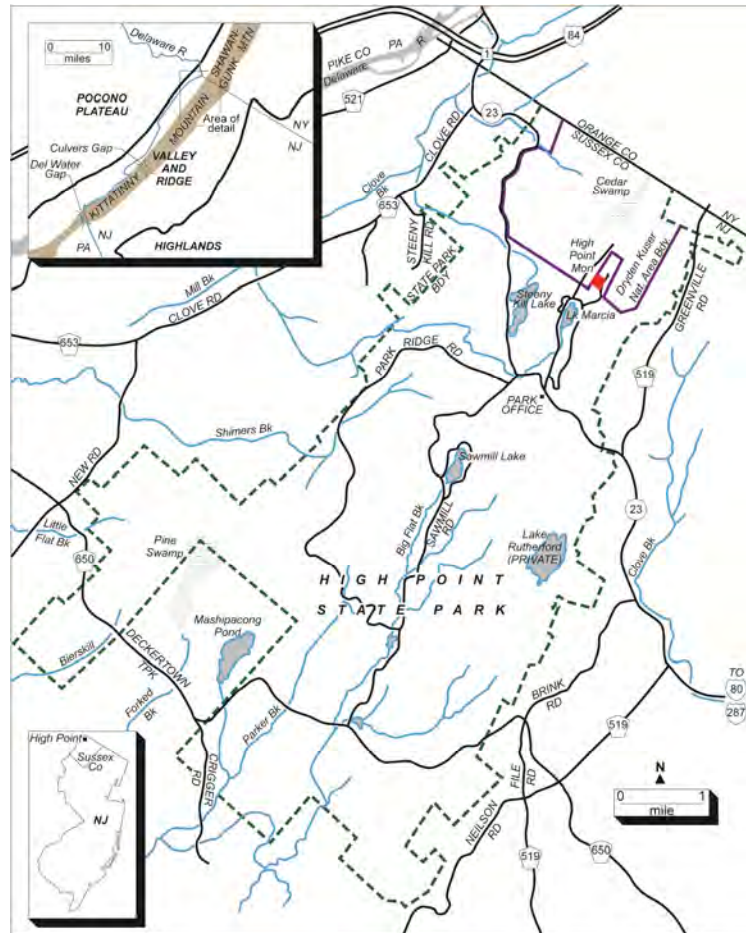 0 10
miles
Delaware R
SHAWAN-
GUNK MTN
POCONO
PLATEAU
MOUNTAIN
Area of
detail
NY
NJ
Culvers Gap
VALLEY
AND
RIDGE
Del Water
Gap
KITTATINNY
NJ
PA
HIGHLANDS
PIKE CO PA
Delaware R
1
84
521
23
CLOVE RD
ORANGE CO
SUSSEX CO
NY
NJ
Cedar
Swamp
Clove
Bk
653
STEENY
KILL RD
STATE PARK
BDY
High
Point
Mon
Dryden Kuser
Nat. Area Bdy.
GREENVILLE
RD
Mill Bk
CLOVE RD
Steeny
Kill Lake
Lk Marcia
653
PARK RIDGE RD
519
PARK
OFFICE
Shimers Bk
NEW RD
Sawmill Lake
23
Little
Flat Bk
650
Pine
Swamp
Big Flat Bk
SAWMILL
RD
Lake
Rutherford
(PRIVATE)
Clove Bk
HIGH POINT
STATE PARK
Mashipacong
Pond
Bierskill
DECKERTOWN
TPK
Forked
Bk
Parker Bk
BRINK
RD
TO
80
287
519
High Point
Sussex
Co
NJ
CRIGGER
RD
FILE
RD
NEILSON
RD
N
0 1
mile
519
650